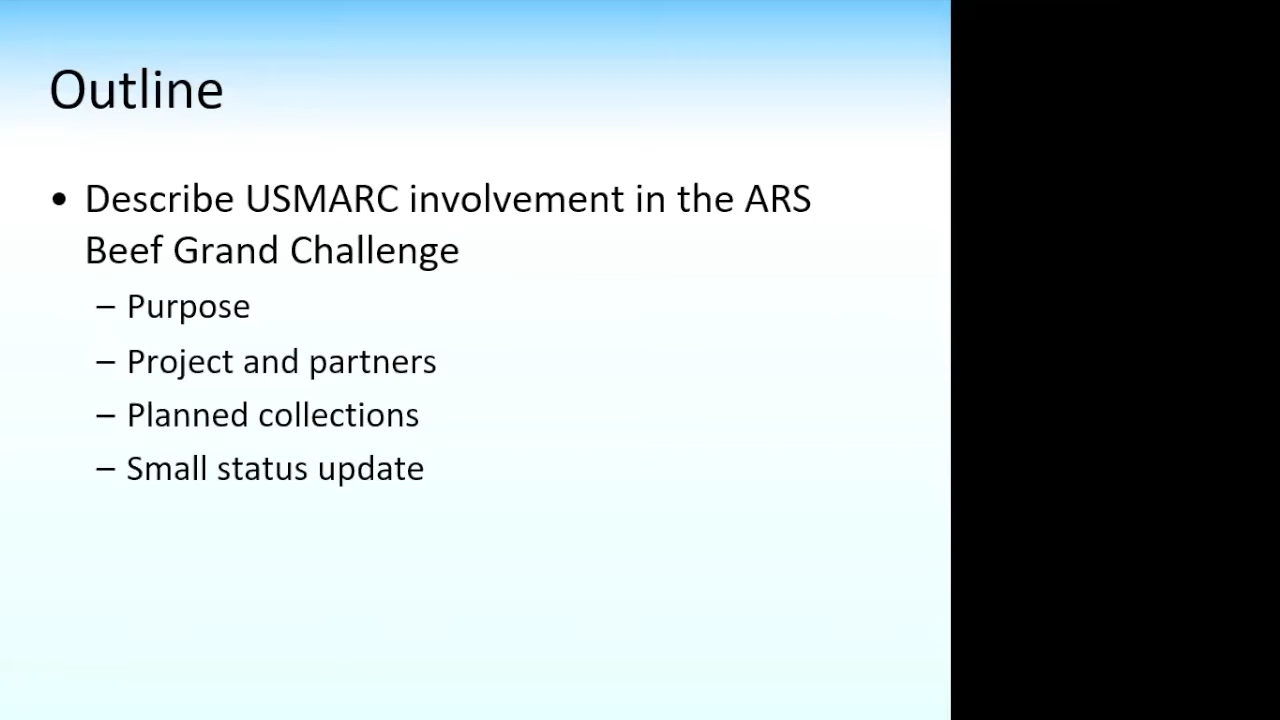 Outline
• Describe USMARC involvement in the ARS
Beef Grand Challenge
– Purpose
– Project and partners
– Planned collections
– Small status update